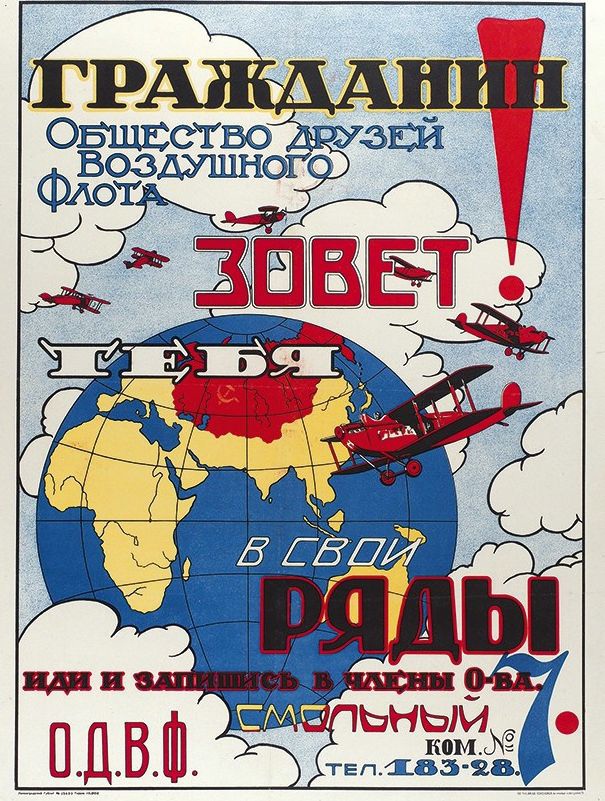 ГРАЖДАНИН!
ОБЩЕСТВО ДРУЗЕЙ
ВОЗДУШНОГО
ФЛОТА
ЗОВЕТ
ТЕБЯ
В СВОИ
РЯДЫ
ИДИ И ЗАПИШИСЬ В ЧЛЕНЫ О-ВА.
СМОЛЬНЫЙ
КОМ. № 7.
О.Д.В.Ф.
ТЕЛ. 183-28.